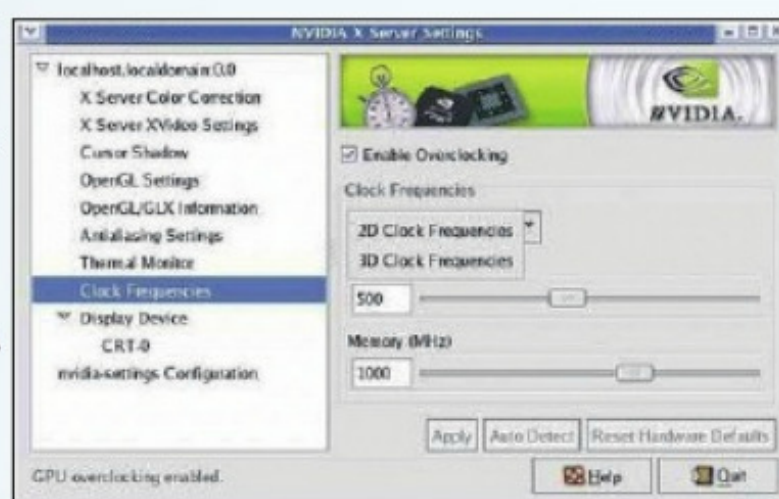 NVIDIA X Server Settings
localhost.localdomain:0.0
X Server Color Correction
X Server XVideo Settings
Cursor Shadow
OpenGL Settings
OpenGL/GLX Information
Antialiasing Settings
Thermal Monitor
Clock Frequencies
Display Device
CRT-0
nvidia-settings Configuration
NVIDIA.
Enable Overclocking
Clock Frequencies
2D Clock Frequencies
3D Clock Frequencies
500
Memory (MHz)
1000
Apply
Auto Detect
Reset Hardware Defaults
GPU overclocking enabled.
Help
Quit